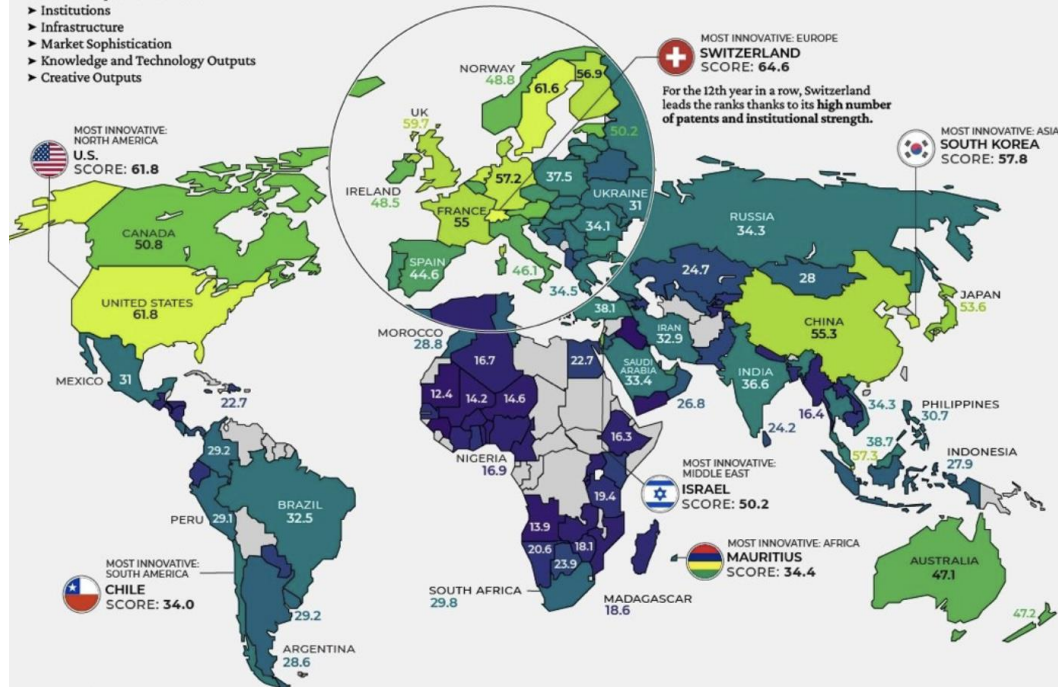 ➤ Institutions
➤ Infrastructure
➤ Market Sophistication
➤ Knowledge and Technology Outputs
➤ Creative Outputs
MOST INNOVATIVE: EUROPE
SWITZERLAND
SCORE: 64.6
For the 12th year in a row, Switzerland
leads the ranks thanks to its high number
of patents and institutional strength.
MOST INNOVATIVE:
NORTH AMERICA
U.S.
SCORE: 61.8
MOST INNOVATIVE: ASIA
SOUTH KOREA
SCORE: 57.8
NORWAY
48.8
61.6
56.9
UK
59.7
50.2
IRELAND
48.5
57.2
37.5
UKRAINE
31
FRANCE
55
34.1
SPAIN
44.6
46.1
34.5
CANADA
50.8
UNITED STATES
61.8
MEXICO
31
22.7
RUSSIA
34.3
24.7
28
CHINA
55.3
JAPAN
53.6
38.1
IRAN
32.9
SAUDI
ARABIA
33.4
INDIA
36.6
26.8
24.2
16.4
34.3
PHILIPPINES
30.7
38.7
57.3
INDONESIA
27.9
MOROCCO
28.8
16.7
22.7
12.4
14.2
14.6
16.3
NIGERIA
16.9
MOST INNOVATIVE:
MIDDLE EAST
ISRAEL
SCORE: 50.2
19.4
13.9
18.1
20.6
23.9
MOST INNOVATIVE: AFRICA
MAURITIUS
SCORE: 34.4
SOUTH AFRICA
29.8
MADAGASCAR
18.6
29.2
BRAZIL
32.5
PERU
29.1
MOST INNOVATIVE:
SOUTH AMERICA
CHILE
SCORE: 34.0
29.2
ARGENTINA
28.6
AUSTRALIA
47.1
47.2